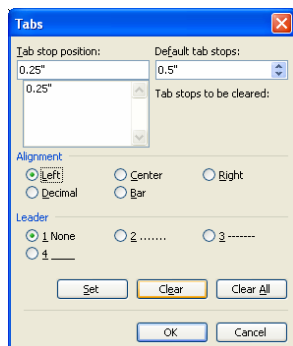 Tabs
Tab stop position: Default tab stops:
0.25" 0.5"
0.25" Tab stops to be cleared:
Alignment
Left Center Right
Decimal Bar
Leader
1 None 2 ....... 3 -------
4 ___
Set Clear Clear All
OK Cancel